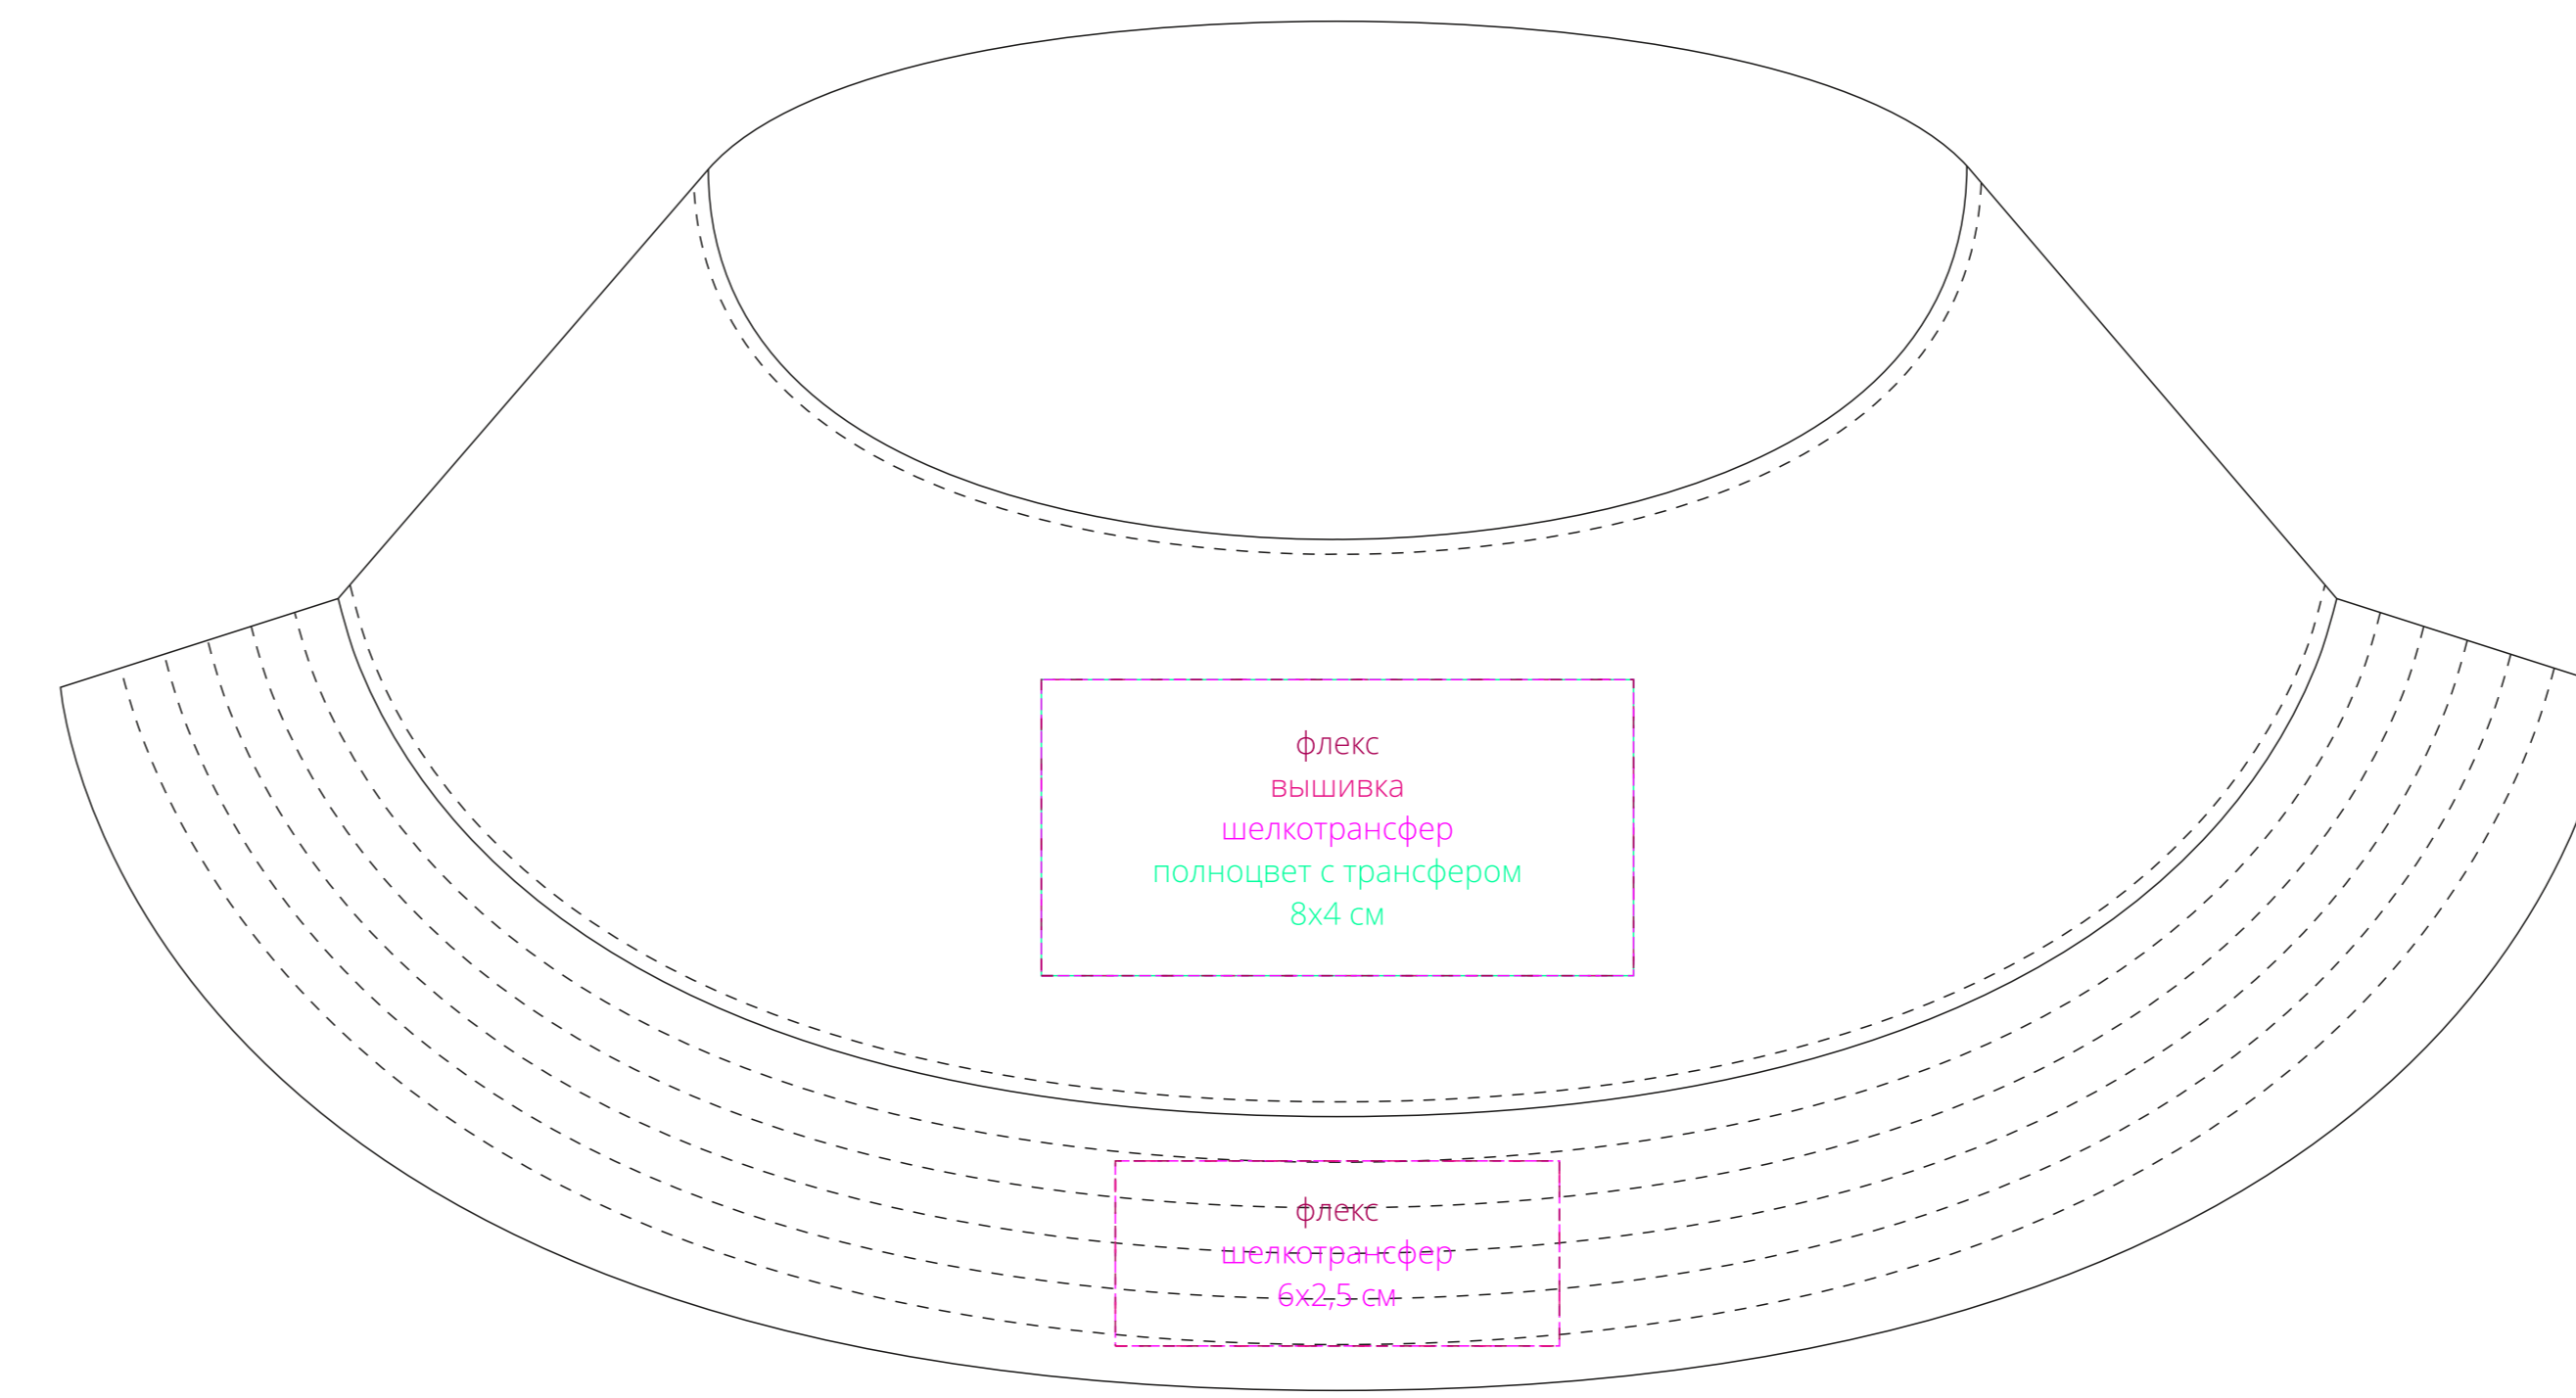 флекс
вышивка
шелкотрансфер
полноцвет с трансфером
8х4 см
флекс
шелкотрансфер
6х2,5 см